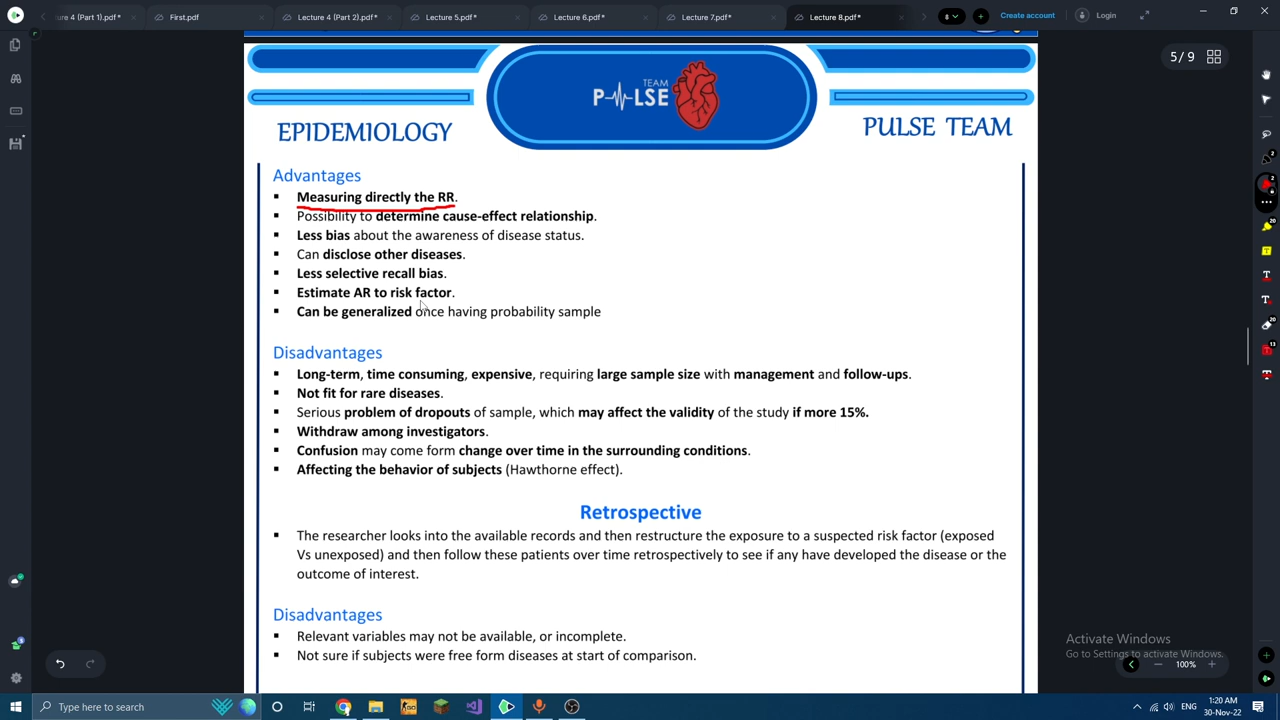 ure 4 (Part 1).pdf*
First.pdf
Lecture 4 (Part 2).pdf*
Lecture 5.pdf*
Lecture 6.pdf*
Lecture 7.pdf*
Lecture 8.pdf*
8
Create account
Login
5 / 9
TEAM
P LSE
EPIDEMIOLOGY
PULSE TEAM
Advantages
▪ Measuring directly the RR.
▪ Possibility to determine cause-effect relationship.
▪ Less bias about the awareness of disease status.
▪ Can disclose other diseases.
▪ Less selective recall bias.
▪ Estimate AR to risk factor.
▪ Can be generalized once having probability sample
Disadvantages
▪ Long-term, time consuming, expensive, requiring large sample size with management and follow-ups.
▪ Not fit for rare diseases.
▪ Serious problem of dropouts of sample, which may affect the validity of the study if more 15%.
▪ Withdraw among investigators.
▪ Confusion may come form change over time in the surrounding conditions.
▪ Affecting the behavior of subjects (Hawthorne effect).
Retrospective
▪ The researcher looks into the available records and then restructure the exposure to a suspected risk factor (exposed
Vs unexposed) and then follow these patients over time retrospectively to see if any have developed the disease or the
outcome of interest.
Disadvantages
▪ Relevant variables may not be available, or incomplete.
▪ Not sure if subjects were free form diseases at start of comparison.
Activate Windows
Go to Settings to activate Windows.
100%
Type here to search
ENG
1:20 AM
30-Nov-22